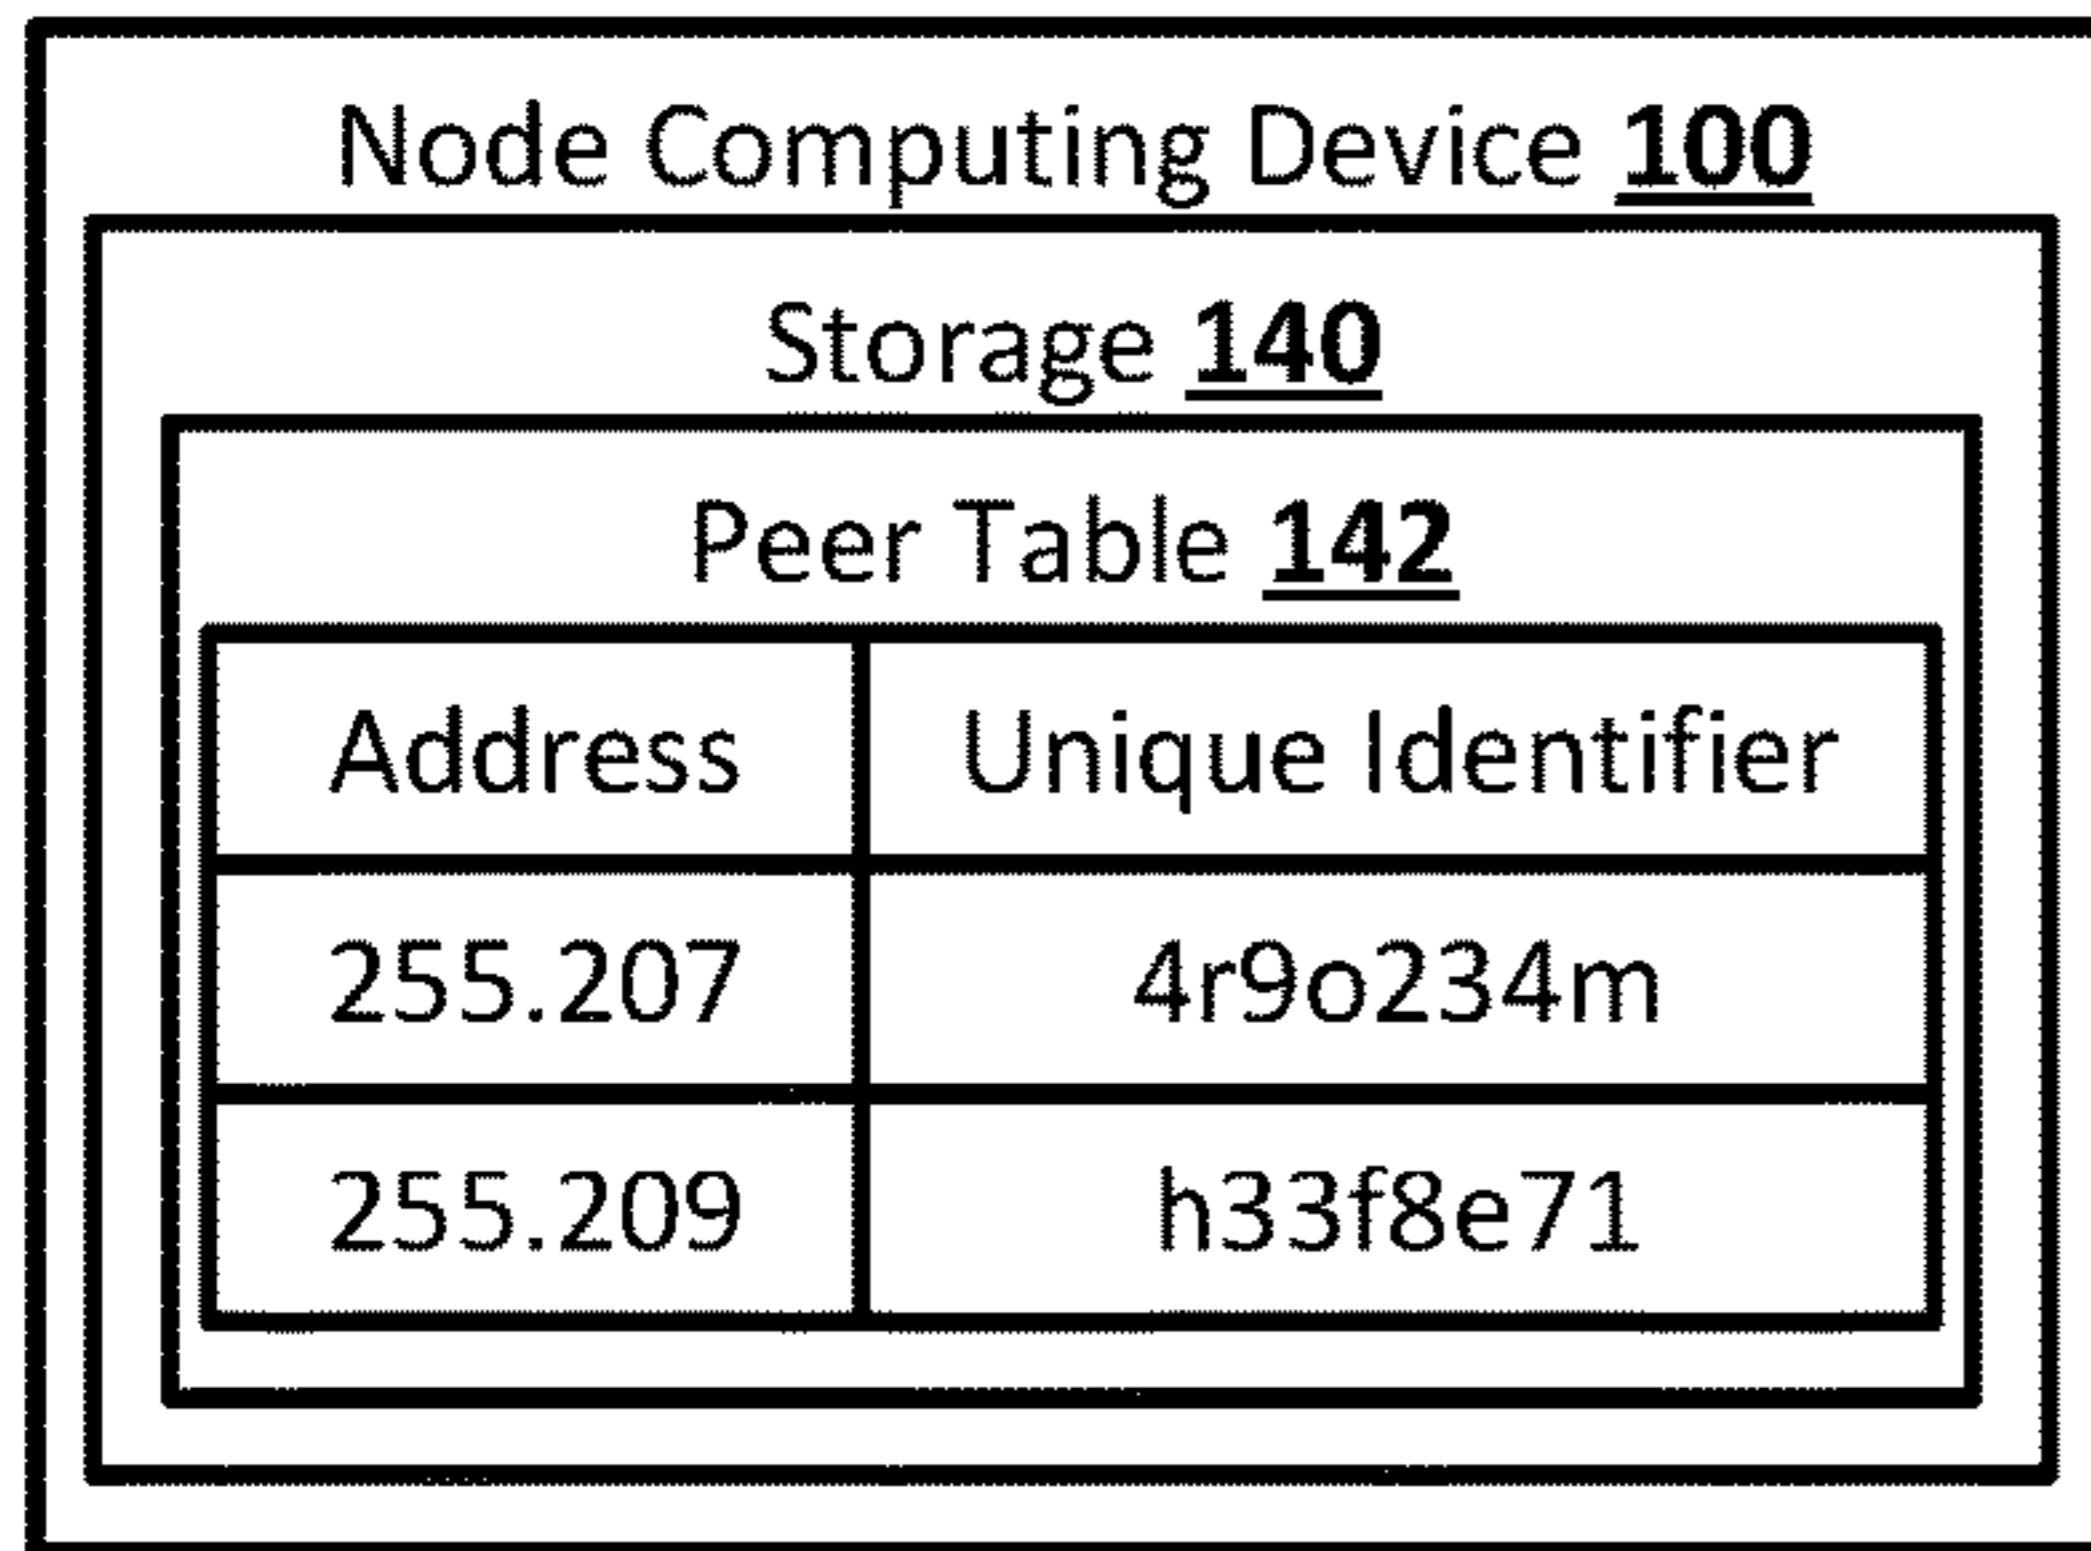 Node Computing Device 100
Storage 140
Peer Table 142
Address Unique Identifier
255.207 4r9o234m
255.209 h33f8e71